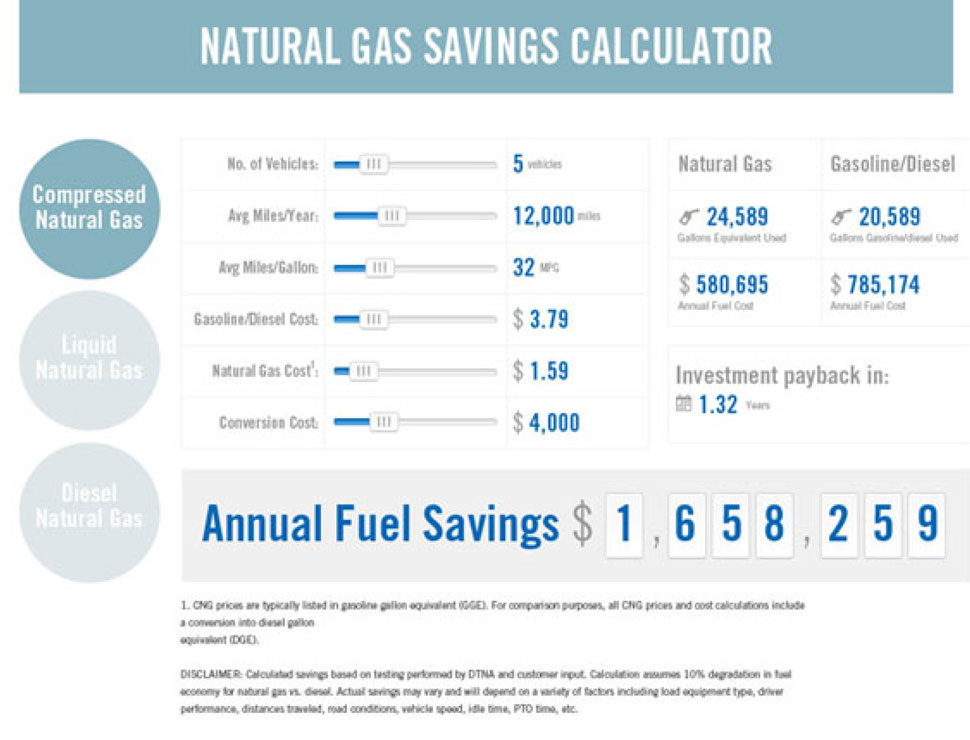 NATURAL GAS SAVINGS CALCULATOR
Compressed
Natural Gas
Liquid
Natural Gas
Diesel
Natural Gas
No. of Vehicles: 5 vehicles
Avg Miles/Year: 12,000 miles
Avg Miles/Gallon: 32 MPG
Gasoline/Diesel Cost: $ 3.79
Natural Gas Cost¹: $ 1.59
Conversion Cost: $ 4,000
Natural Gas Gasoline/Diesel
24,589 20,589
Gallons Equivalent Used Gallons Gasoline/diesel Used
$ 580,695 $ 785,174
Annual Fuel Cost Annual Fuel Cost
Investment payback in:
1.32 Years
Annual Fuel Savings $ 1,658,259
1. CNG prices are typically listed in gasoline gallon equivalent (GGE). For comparison purposes, all CNG prices and cost calculations include
a conversion into diesel gallon
equivalent (DGE).
DISCLAIMER: Calculated savings based on testing performed by DTNA and customer input. Calculation assumes 10% degradation in fuel
economy for natural gas vs. diesel. Actual savings may vary and will depend on a variety of factors including load equipment type, driver
performance, distances traveled, road conditions, vehicle speed, idle time, PTO time, etc.